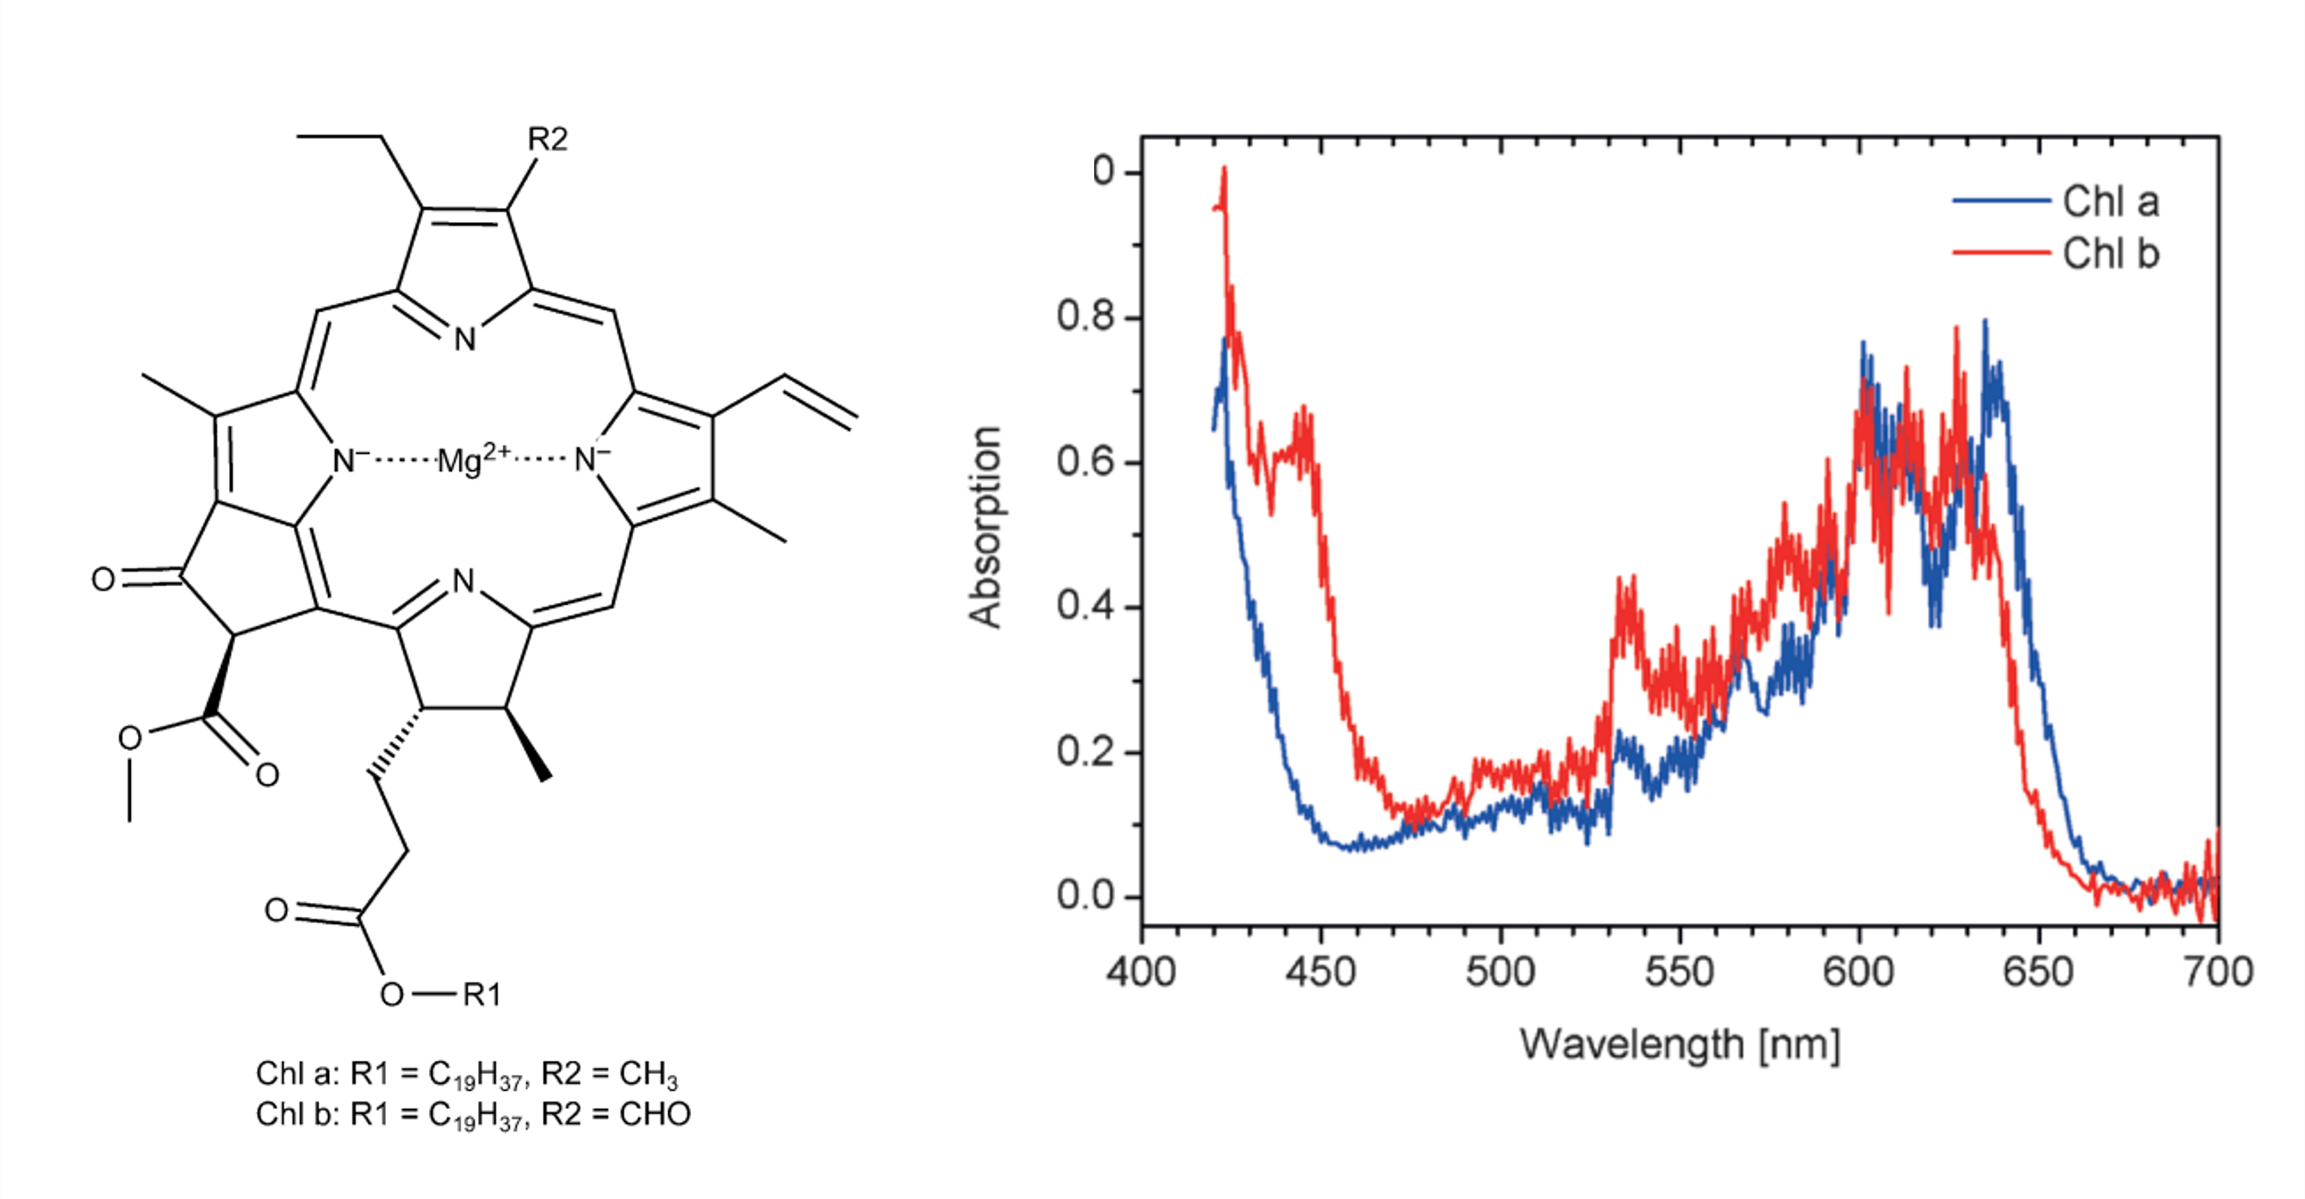 R2
N
N⁻
Mg²⁺
N⁻
N
O
O
O
O
O
R1
Chl a: R1 = C₁₉H₃₇, R2 = CH₃
Chl b: R1 = C₁₉H₃₇, R2 = CHO
Absorption
0
0.8
0.6
0.4
0.2
0.0
Chl a
Chl b
400 450 500 550 600 650 700
Wavelength [nm]